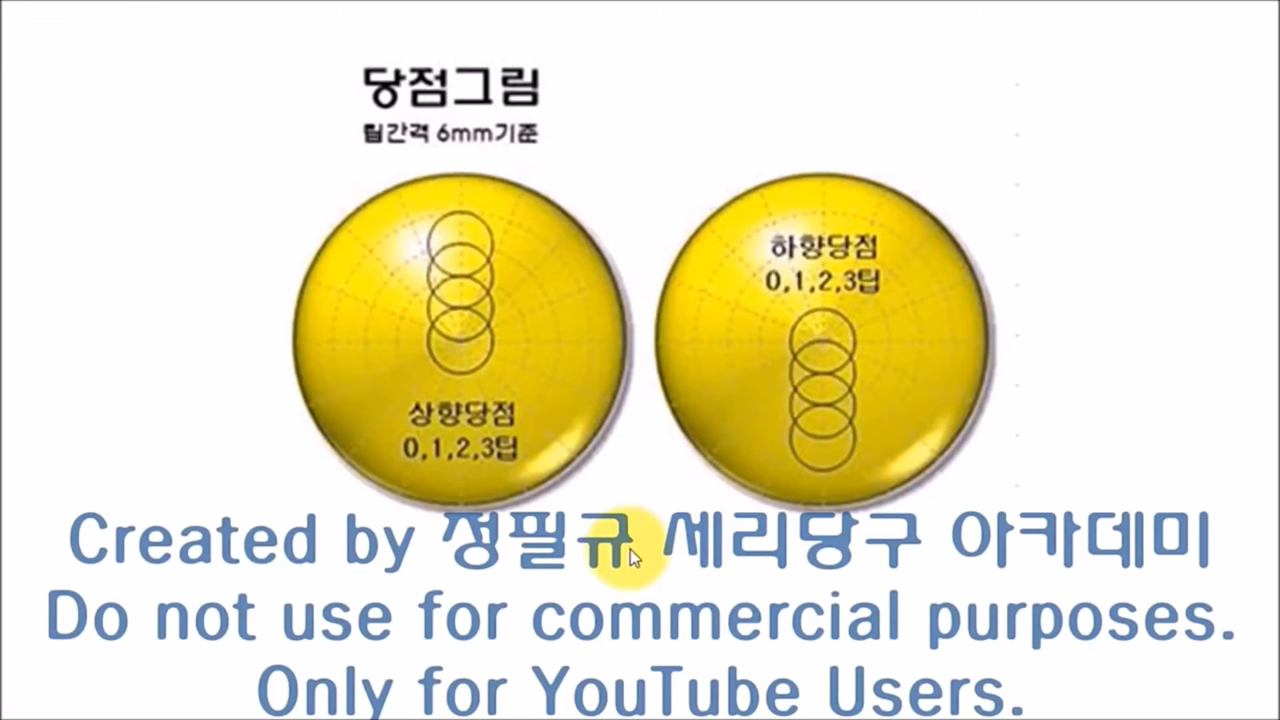 당점그림
팁간격 6mm기준
하향당점
0,1,2,3팁
상향당점
0,1,2,3팁
Created by 정필규 세리당구 아카데미
Do not use for commercial purposes.
Only for YouTube Users.